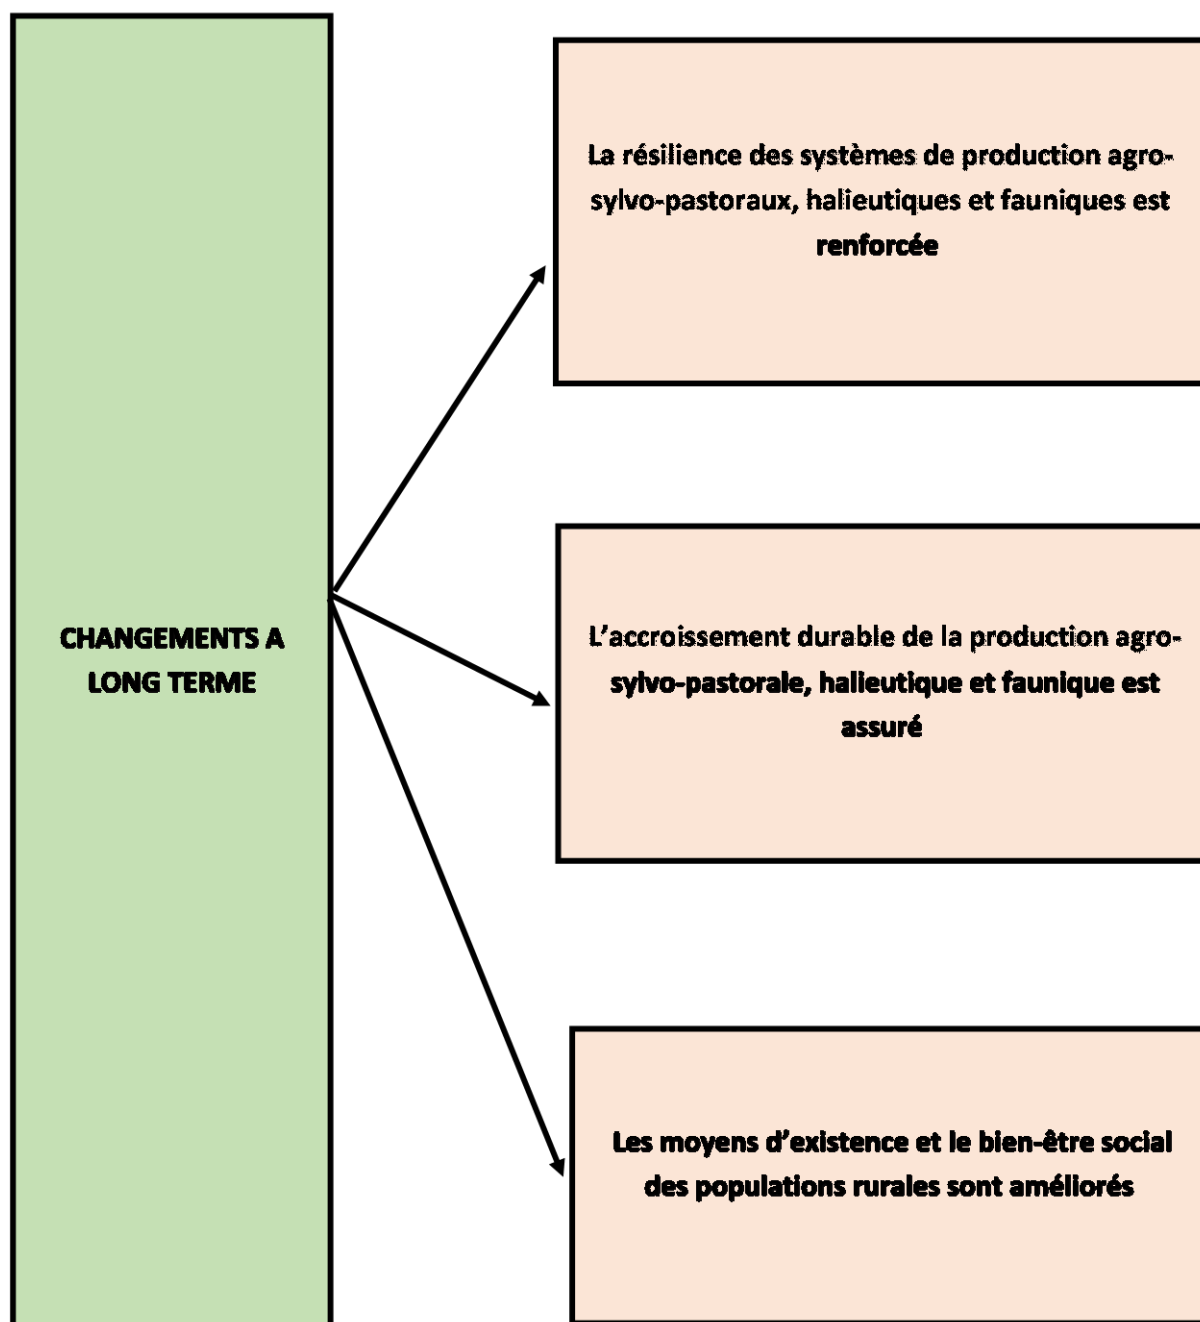 CHANGEMENTS A
LONG TERME
La résilience des systèmes de production agro-
sylvo-pastoraux, halieutiques et fauniques est
renforcée
L’accroissement durable de la production agro-
sylvo-pastorale, halieutique et faunique est
assuré
Les moyens d’existence et le bien-être social
des populations rurales sont améliorés